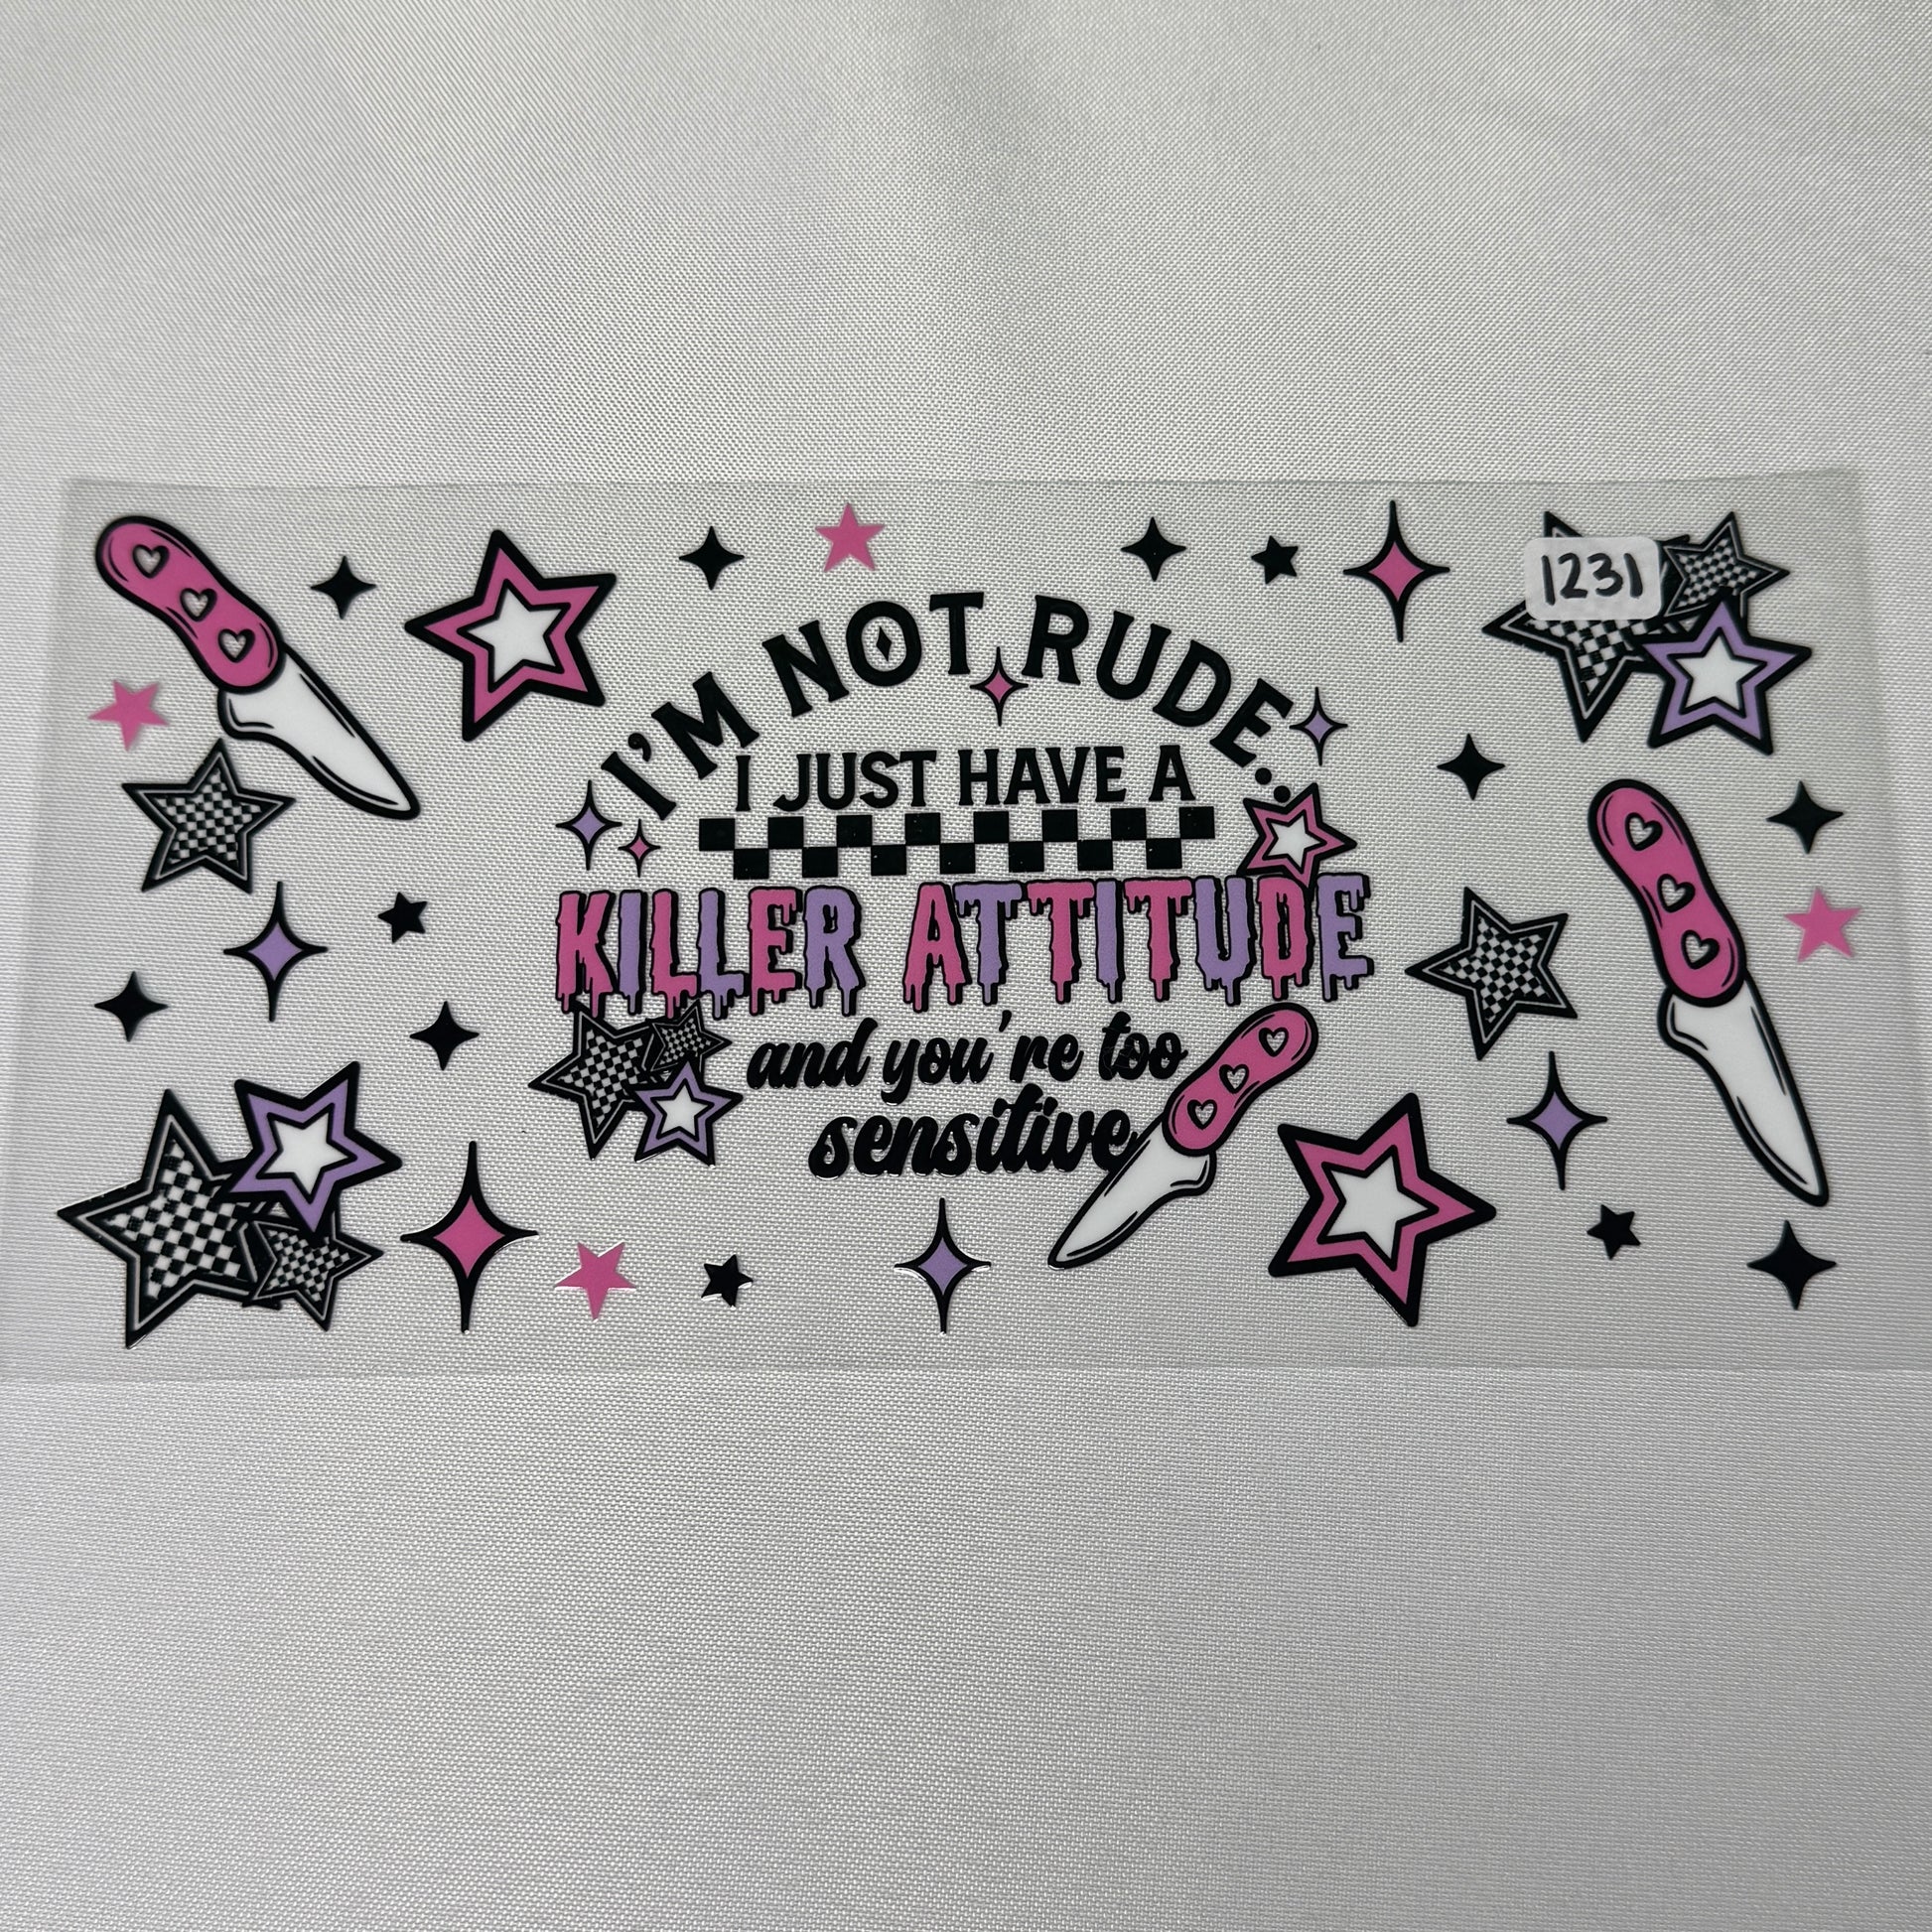 1231
I'M NOT RUDE..
I JUST HAVE A
KILLER ATTITUDE
and you're too
sensitive